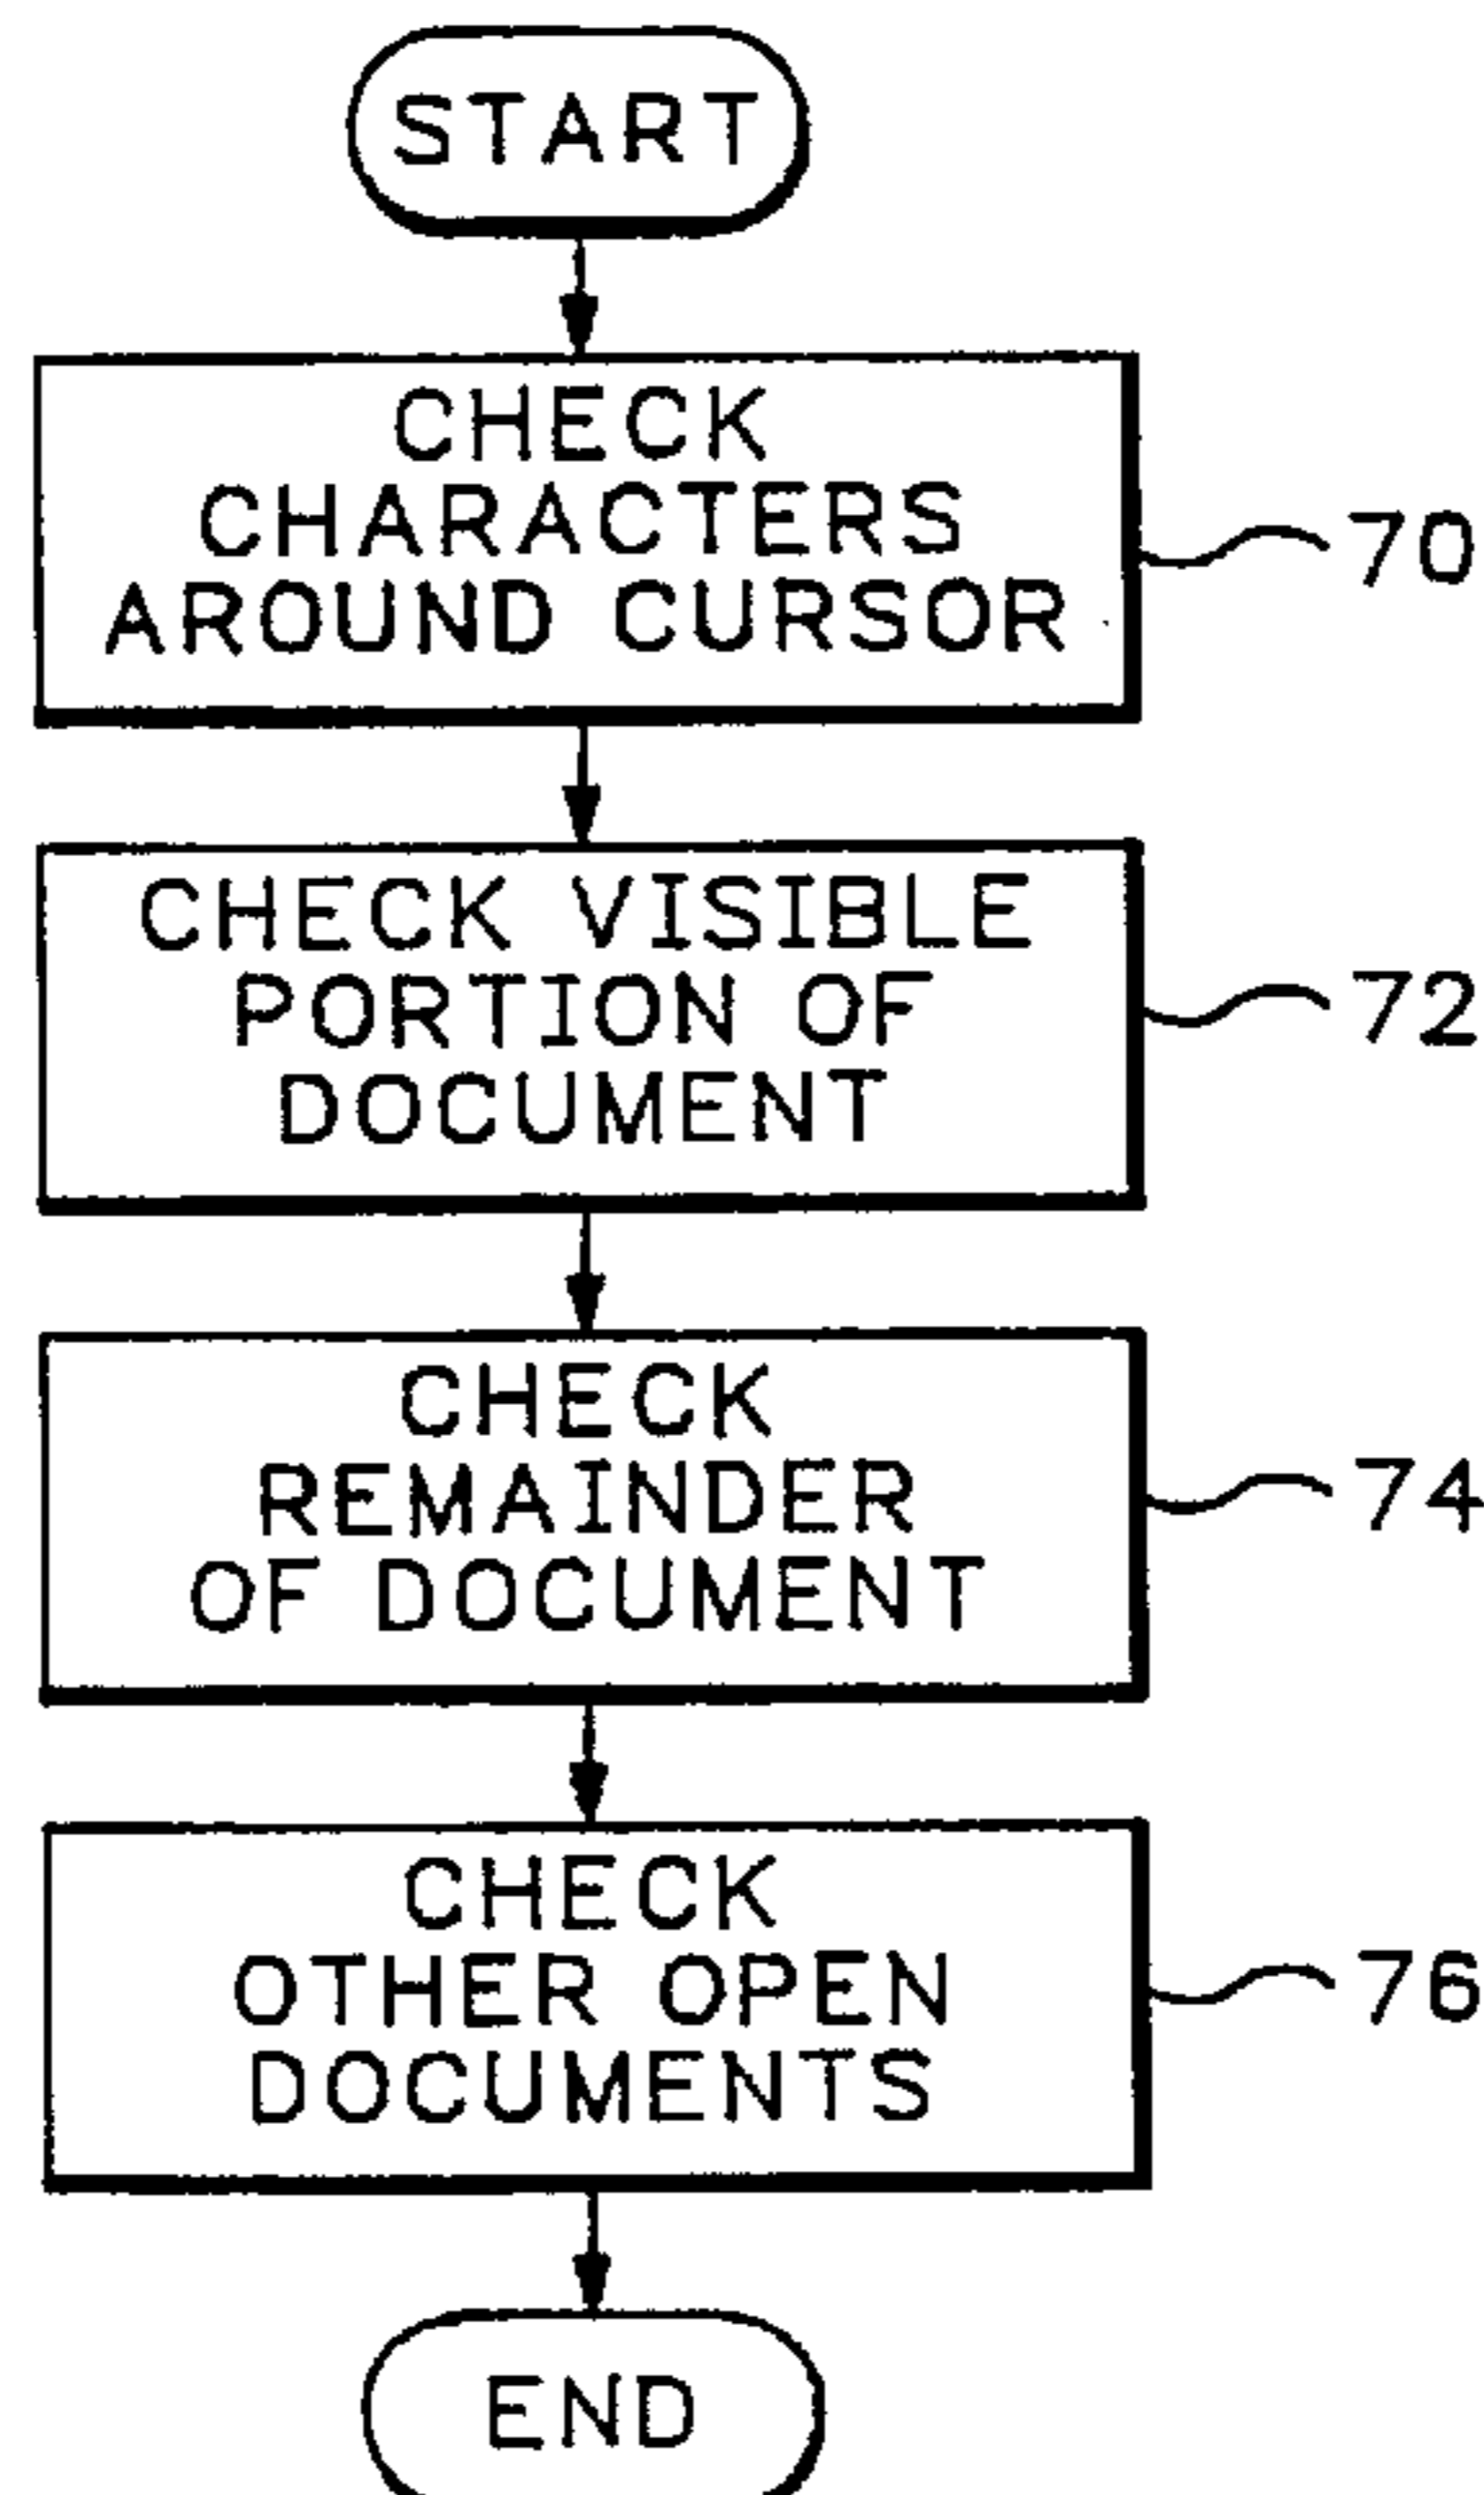 START
CHECK
CHARACTERS
AROUND CURSOR
70
CHECK VISIBLE
PORTION OF
DOCUMENT
72
CHECK
REMAINDER
OF DOCUMENT
74
CHECK
OTHER OPEN
DOCUMENTS
76
END